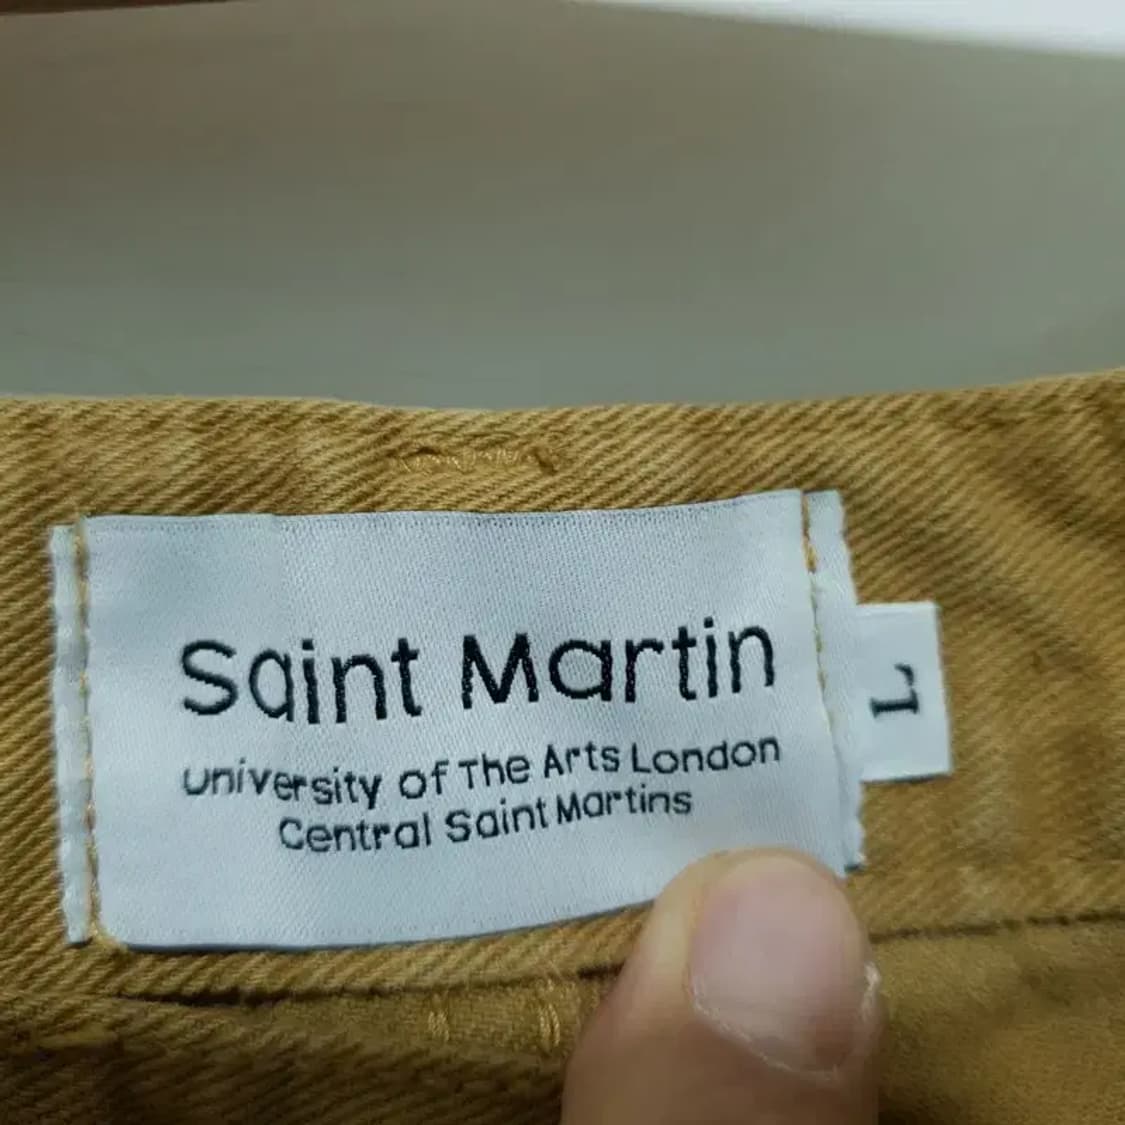 Saint Martin
university of The Arts London
Central Saint Martins
L